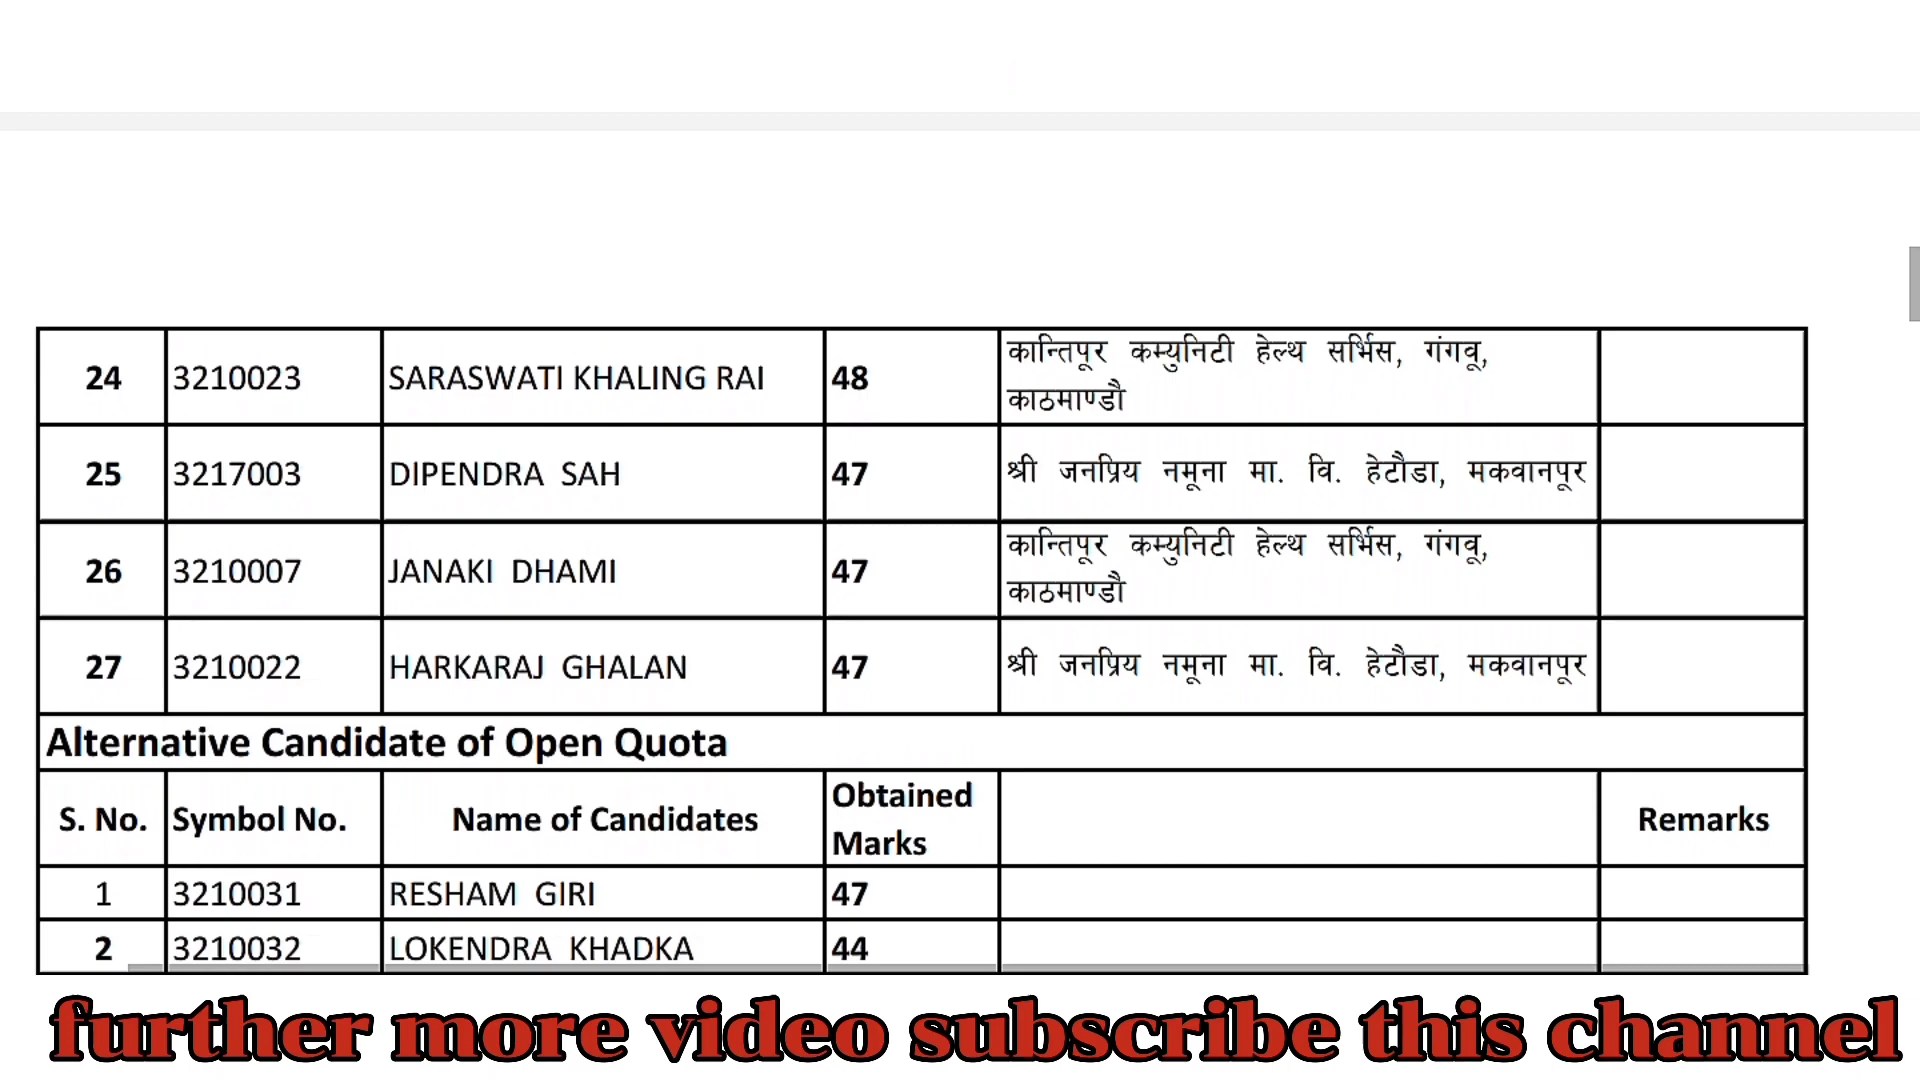 24 3210023 SARASWATI KHALING RAI 48 कान्तिपूर कम्युनिटी हेल्थ सर्भिस, गंगवू,
काठमाण्डौ
25 3217003 DIPENDRA SAH 47 श्री जनप्रिय नमूना मा. वि. हेटौडा, मकवानपूर
26 3210007 JANAKI DHAMI 47 कान्तिपूर कम्युनिटी हेल्थ सर्भिस, गंगवू,
काठमाण्डौ
27 3210022 HARKARAJ GHALAN 47 श्री जनप्रिय नमूना मा. वि. हेटौडा, मकवानपूर
Alternative Candidate of Open Quota
S. No. Symbol No. Name of Candidates Obtained Marks Remarks
1 3210031 RESHAM GIRI 47
2 3210032 LOKENDRA KHADKA 44
further more video subscribe this channel